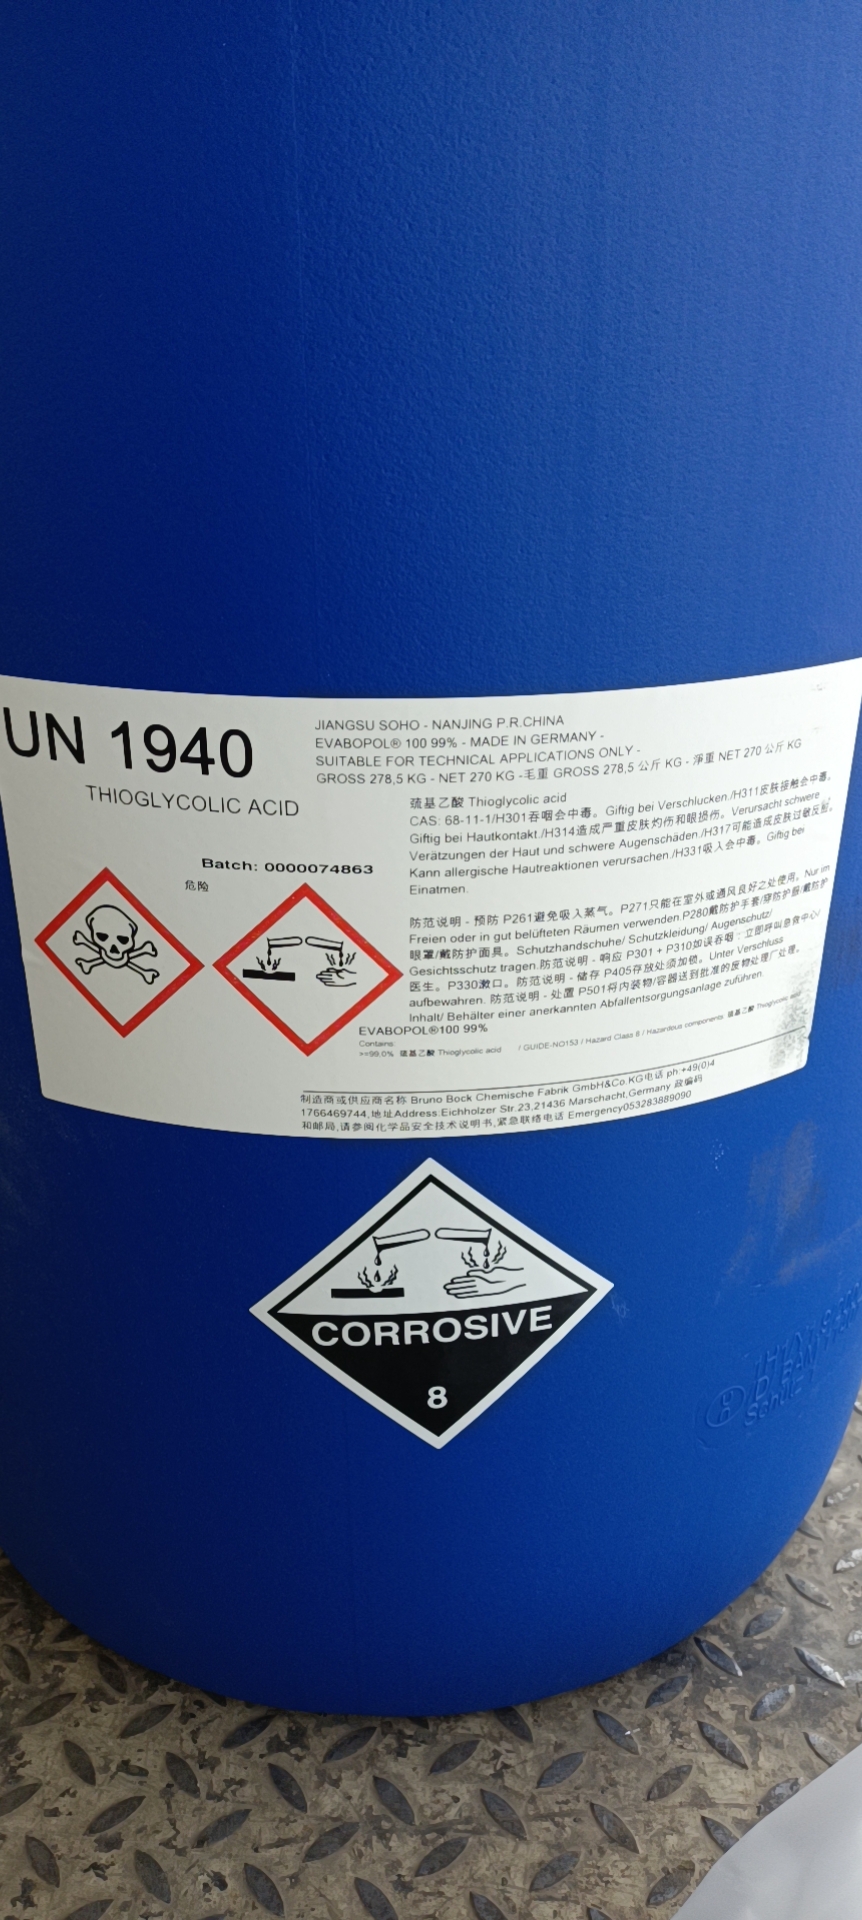 UN 1940
THIOGLYCOLIC ACID
Batch: 0000074863
危险
JIANGSU SOHO - NANJING P.R.CHINA
EVABOPOL® 100 99% - MADE IN GERMANY -
SUITABLE FOR TECHNICAL APPLICATIONS ONLY -
GROSS 278,5 KG - NET 270 KG -毛重 GROSS 278,5 公斤 KG - 淨重 NET 270 公斤 KG
巯基乙酸 Thioglycolic acid
CAS: 68-11-1/H301吞咽会中毒。Giftig bei Verschlucken./H311皮肤接触会中毒。
Giftig bei Hautkontakt./H314造成严重皮肤灼伤和眼损伤。Verursacht schwere
Verätzungen der Haut und schwere Augenschäden./H317可能造成皮肤过敏反应。
Kann allergische Hautreaktionen verursachen./H331吸入会中毒。Giftig bei
Einatmen.
防范说明 - 预防 P261避免吸入蒸气。P271只能在室外或通风良好之处使用。Nur im
Freien oder in gut belüfteten Räumen verwenden.P280戴防护手套/穿防护服/戴防护
眼罩/戴防护面具。Schutzhandschuhe/ Schutzkleidung/ Augenschutz/
Gesichtsschutz tragen.防范说明 - 响应 P301 + P310如误吞咽：立即呼叫急救中心/
医生。P330漱口。防范说明 - 储存 P405存放处须加锁。Unter Verschluss
aufbewahren. 防范说明 - 处置 P501将内装物/容器送到批准的废物处理厂处理。
Inhalt/ Behälter einer anerkannten Abfallentsorgungsanlage zuführen.
EVABOPOL®100 99%
Contains:
>=99,0% 巯基乙酸 Thioglycolic acid / GUIDE-NO153 / Hazard Class 8 / Hazardous components 巯基乙酸 Thioglycolic acid
制造商或供应商名称 Bruno Bock Chemische Fabrik GmbH&Co.KG电话 ph:+49(0)4
1766469744,地址Address:Eichholzer Str.23,21436 Marschacht,Germany 政编码
和邮局,请参阅化学品安全技术说明书,紧急联络电话 Emergency053283889090
CORROSIVE
8